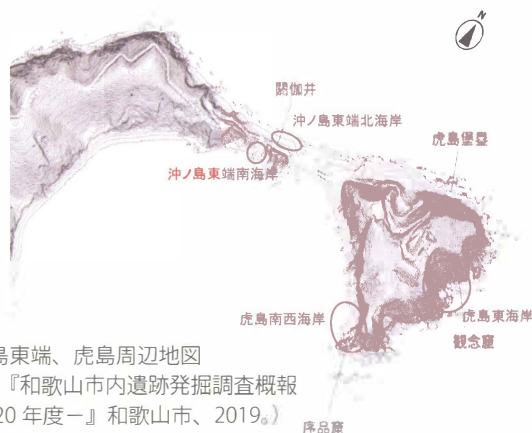 N
閼伽井
沖ノ島東端北海岸
虎島堡塁
沖ノ島東端南海岸
虎島南西海岸
虎島東海岸
観念窟
序品窟
島東端、虎島周辺地図
『和歌山市内遺跡発掘調査概報
20年度−』和歌山市、2019。）